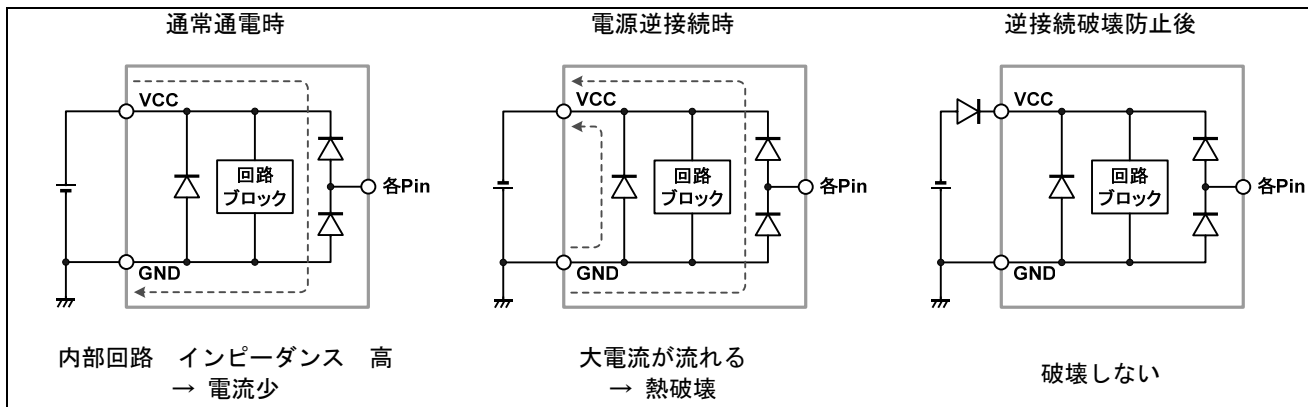 通常通電時
VCC
回路
ブロック
各Pin
GND
内部回路　インピーダンス　高
→ 電流少
電源逆接続時
VCC
回路
ブロック
各Pin
GND
大電流が流れる
→ 熱破壊
逆接続破壊防止後
VCC
回路
ブロック
各Pin
GND
破壊しない